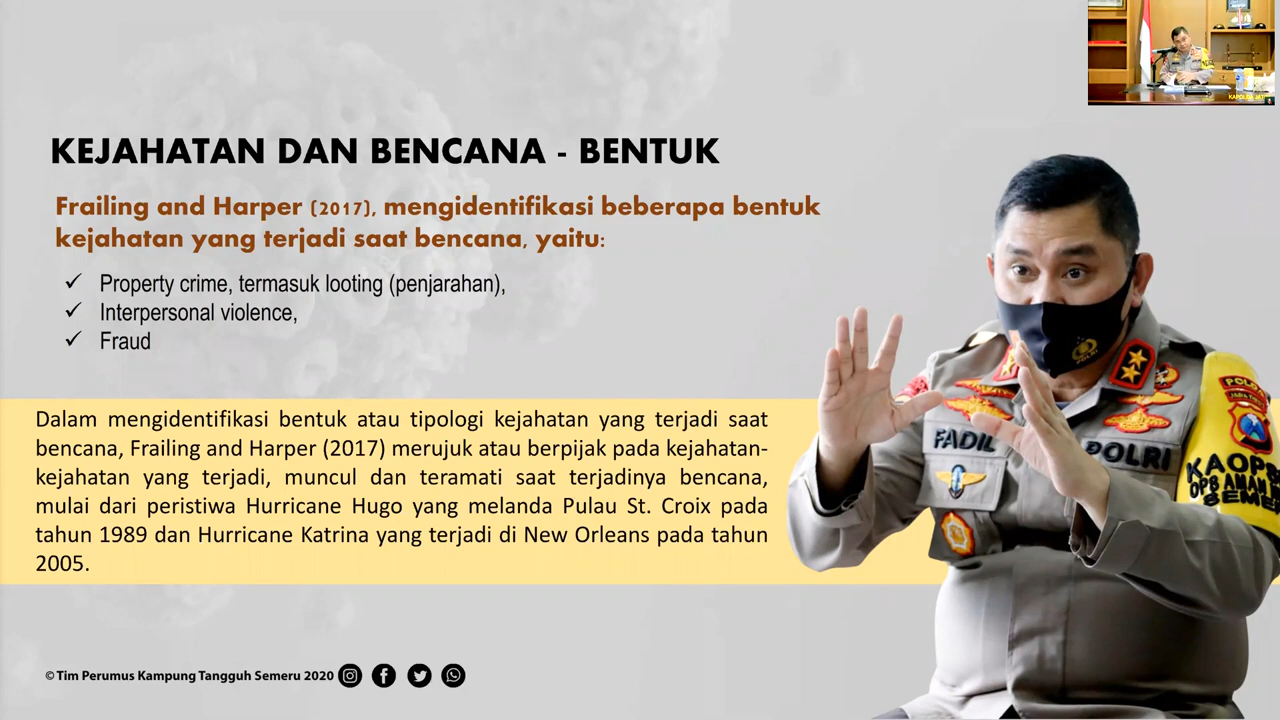 KEJAHATAN DAN BENCANA - BENTUK
Frailing and Harper (2017), mengidentifikasi beberapa bentuk
kejahatan yang terjadi saat bencana, yaitu:
Property crime, termasuk looting (penjarahan),
Interpersonal violence,
Fraud
Dalam mengidentifikasi bentuk atau tipologi kejahatan yang terjadi saat
bencana, Frailing and Harper (2017) merujuk atau berpijak pada kejahatan-
kejahatan yang terjadi, muncul dan teramati saat terjadinya bencana,
mulai dari peristiwa Hurricane Hugo yang melanda Pulau St. Croix pada
tahun 1989 dan Hurricane Katrina yang terjadi di New Orleans pada tahun
2005.
© Tim Perumus Kampung Tangguh Semeru 2020
POLRI
FADIL
POLRI
KAOPS
OPS AMAN
SEME